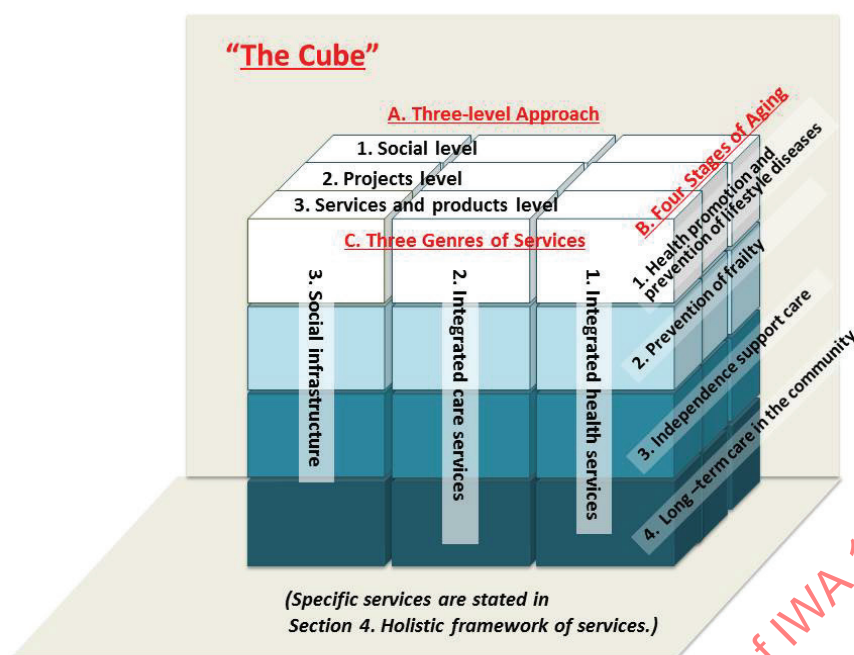 “The Cube”
A. Three-level Approach
1. Social level
2. Projects level
3. Services and products level
B. Four Stages of Aging
1. Health promotion and
prevention of lifestyle diseases
2. Prevention of frailty
3. Independence support care
4. Long –term care in the community
C. Three Genres of Services
3. Social infrastructure
2. Integrated care services
1. Integrated health services
(Specific services are stated in
Section 4. Holistic framework of services.)
of IWA